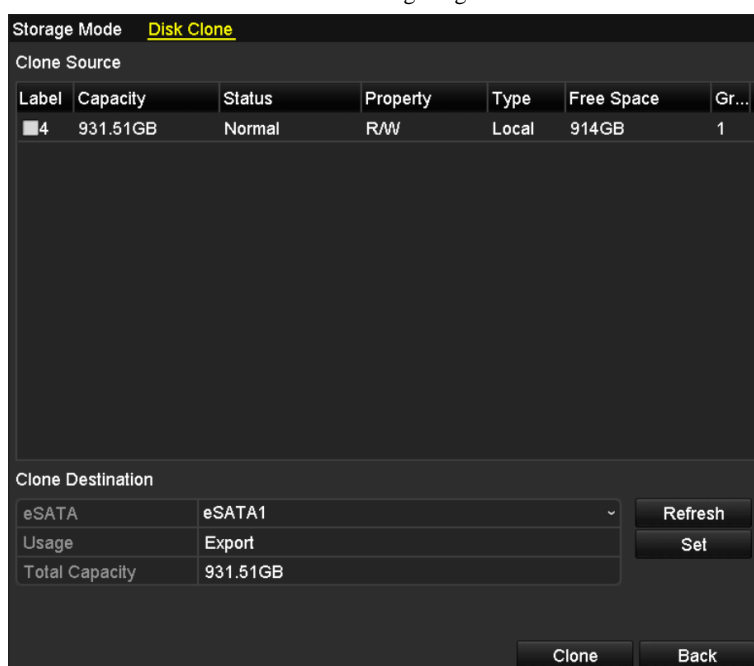 Storage Mode Disk Clone
Clone Source
Label Capacity Status Property Type Free Space Gr...
4 931.51GB Normal R/W Local 914GB 1
Clone Destination
eSATA eSATA1 Refresh
Usage Export Set
Total Capacity 931.51GB
Clone Back